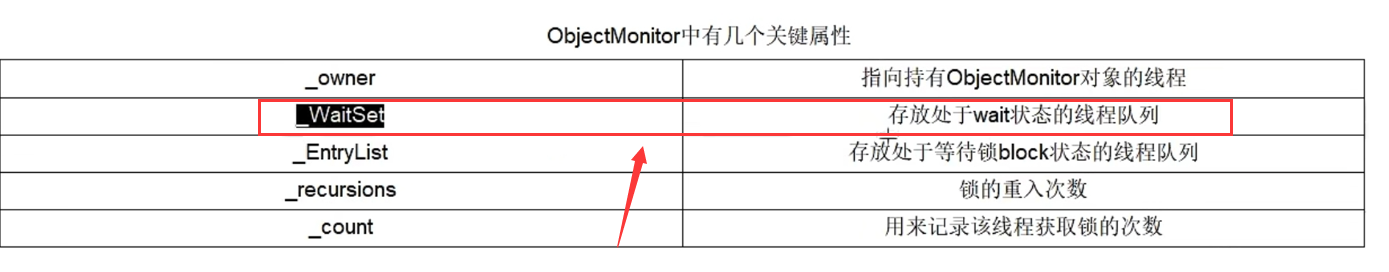 ObjectMonitor中有几个关键属性
_owner 指向持有ObjectMonitor对象的线程
_WaitSet 存放处于wait状态的线程队列
_EntryList 存放处于等待锁block状态的线程队列
_recursions 锁的重入次数
_count 用来记录该线程获取锁的次数